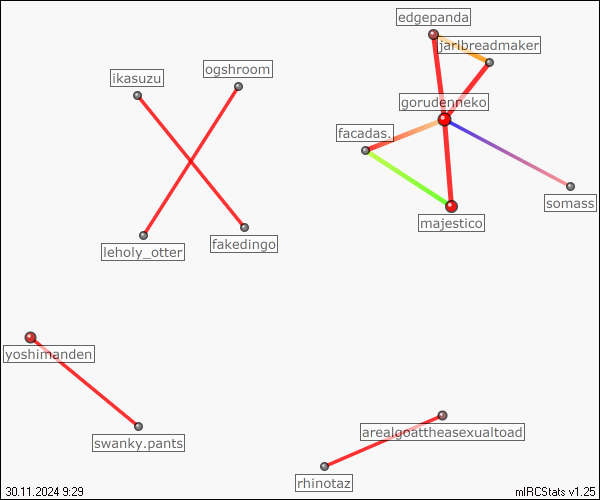 edgepanda
jarlbreadmaker
ogshroom
ikasuzu
gorudenneko
facadas.
somass
majestico
fakedingo
leholy_otter
yoshimanden
arealgoattheasexualtoad
swanky.pants
rhinotaz
30.11.2024 9:29
mIRCStats v1.25